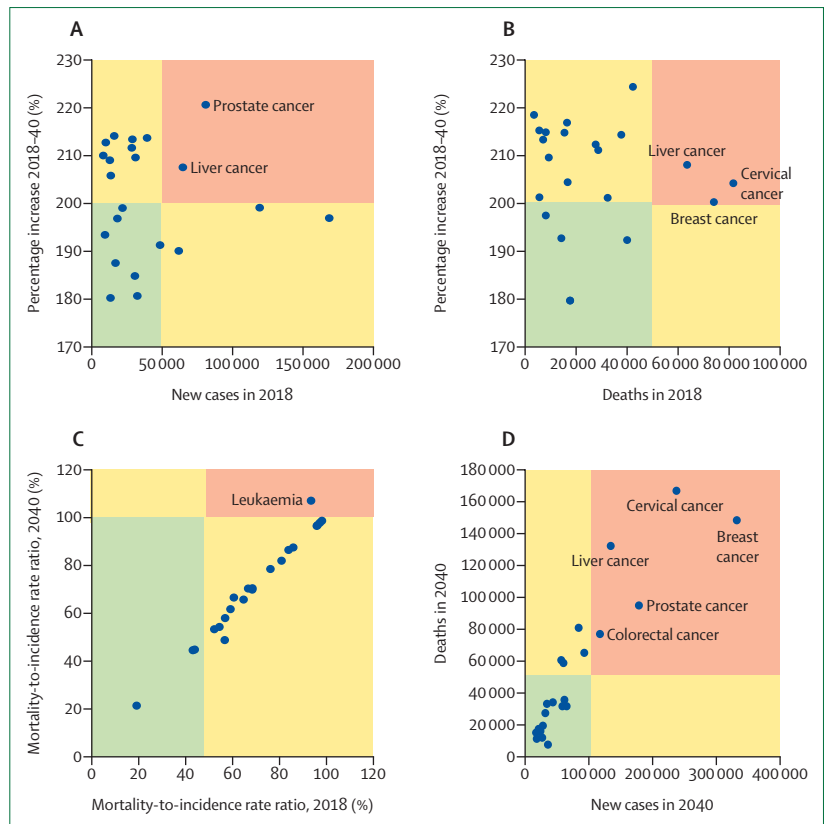 A
Percentage increase 2018–40 (%)
230
220
210
200
190
180
170
Prostate cancer
Liver cancer
0
50 000
100 000
150 000
200 000
New cases in 2018
B
Percentage increase 2018–40 (%)
230
220
210
200
190
180
170
Liver cancer
Cervical
cancer
Breast cancer
0
20 000
40 000
60 000
80 000
100 000
Deaths in 2018
C
Mortality-to-incidence rate ratio, 2040 (%)
120
100
80
60
40
20
0
Leukaemia
0
20
40
60
80
100
120
Mortality-to-incidence rate ratio, 2018 (%)
D
Deaths in 2040
180 000
160 000
140 000
120 000
100 000
80 000
60 000
40 000
20 000
0
Cervical cancer
Breast
cancer
Liver cancer
Prostate cancer
Colorectal cancer
0
100 000
200 000
300 000
400 000
New cases in 2040